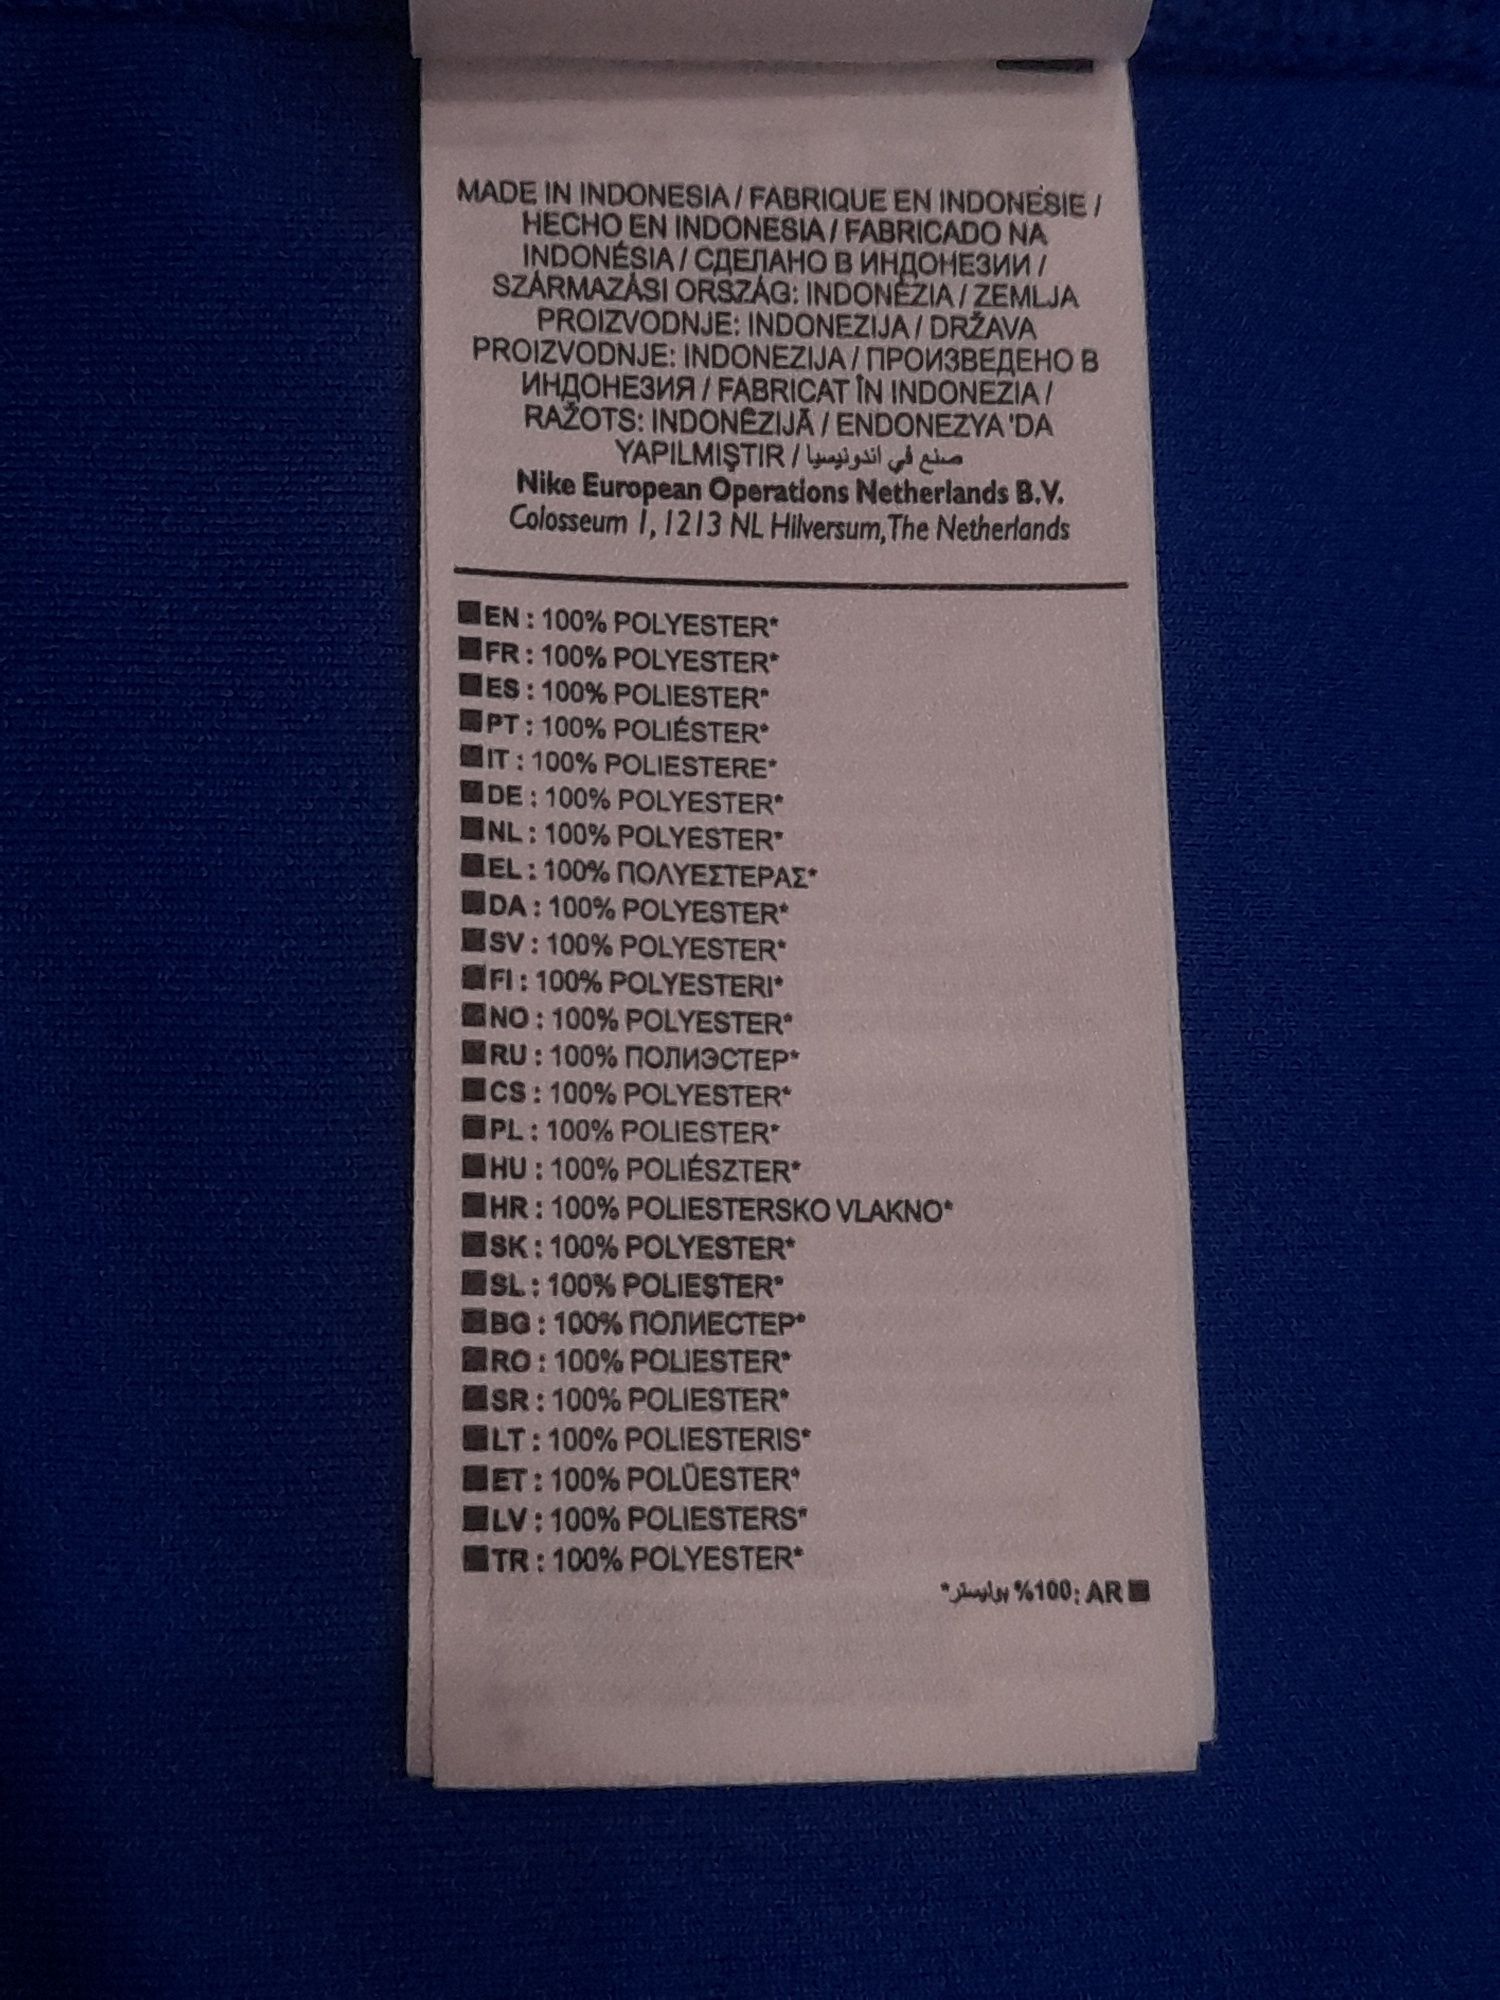 MADE IN INDONESIA / FABRIQUE EN INDONÉSIE /
HECHO EN INDONESIA / FABRICADO NA
INDONÉSIA / СДЕЛАНО В ИНДОНЕЗИИ /
SZÁRMAZÁSI ORSZÁG: INDONÉZIA / ZEMLJA
PROIZVODNJE: INDONEZIJA / DRŽAVA
PROIZVODNJE: INDONEZIJA / ПРОИЗВЕДЕНО В
ИНДОНЕЗИЯ / FABRICAT ÎN INDONEZIA /
RAŽOTS: INDONĒZIJĀ / ENDONEZYA 'DA
YAPILMIŞTIR / صنع في اندونيسيا
Nike European Operations Netherlands B.V.
Colosseum 1, 1213 NL Hilversum, The Netherlands
EN : 100% POLYESTER*
FR : 100% POLYESTER*
ES : 100% POLIESTER*
PT : 100% POLIÉSTER*
IT : 100% POLIESTERE*
DE : 100% POLYESTER*
NL : 100% POLYESTER*
EL : 100% ΠΟΛΥΕΣΤΕΡΑΣ*
DA : 100% POLYESTER*
SV : 100% POLYESTER*
FI : 100% POLYESTERI*
NO : 100% POLYESTER*
RU : 100% ПОЛИЭСТЕР*
CS : 100% POLYESTER*
PL : 100% POLIESTER*
HU : 100% POLIÉSZTER*
HR : 100% POLIESTERSKO VLAKNO*
SK : 100% POLYESTER*
SL : 100% POLIESTER*
BG : 100% ПОЛИЕСТЕР*
RO : 100% POLIESTER*
SR : 100% POLIESTER*
LT : 100% POLIESTERIS*
ET : 100% POLÜESTER*
LV : 100% POLIESTERS*
TR : 100% POLYESTER*
AR : 100% بوليستر*